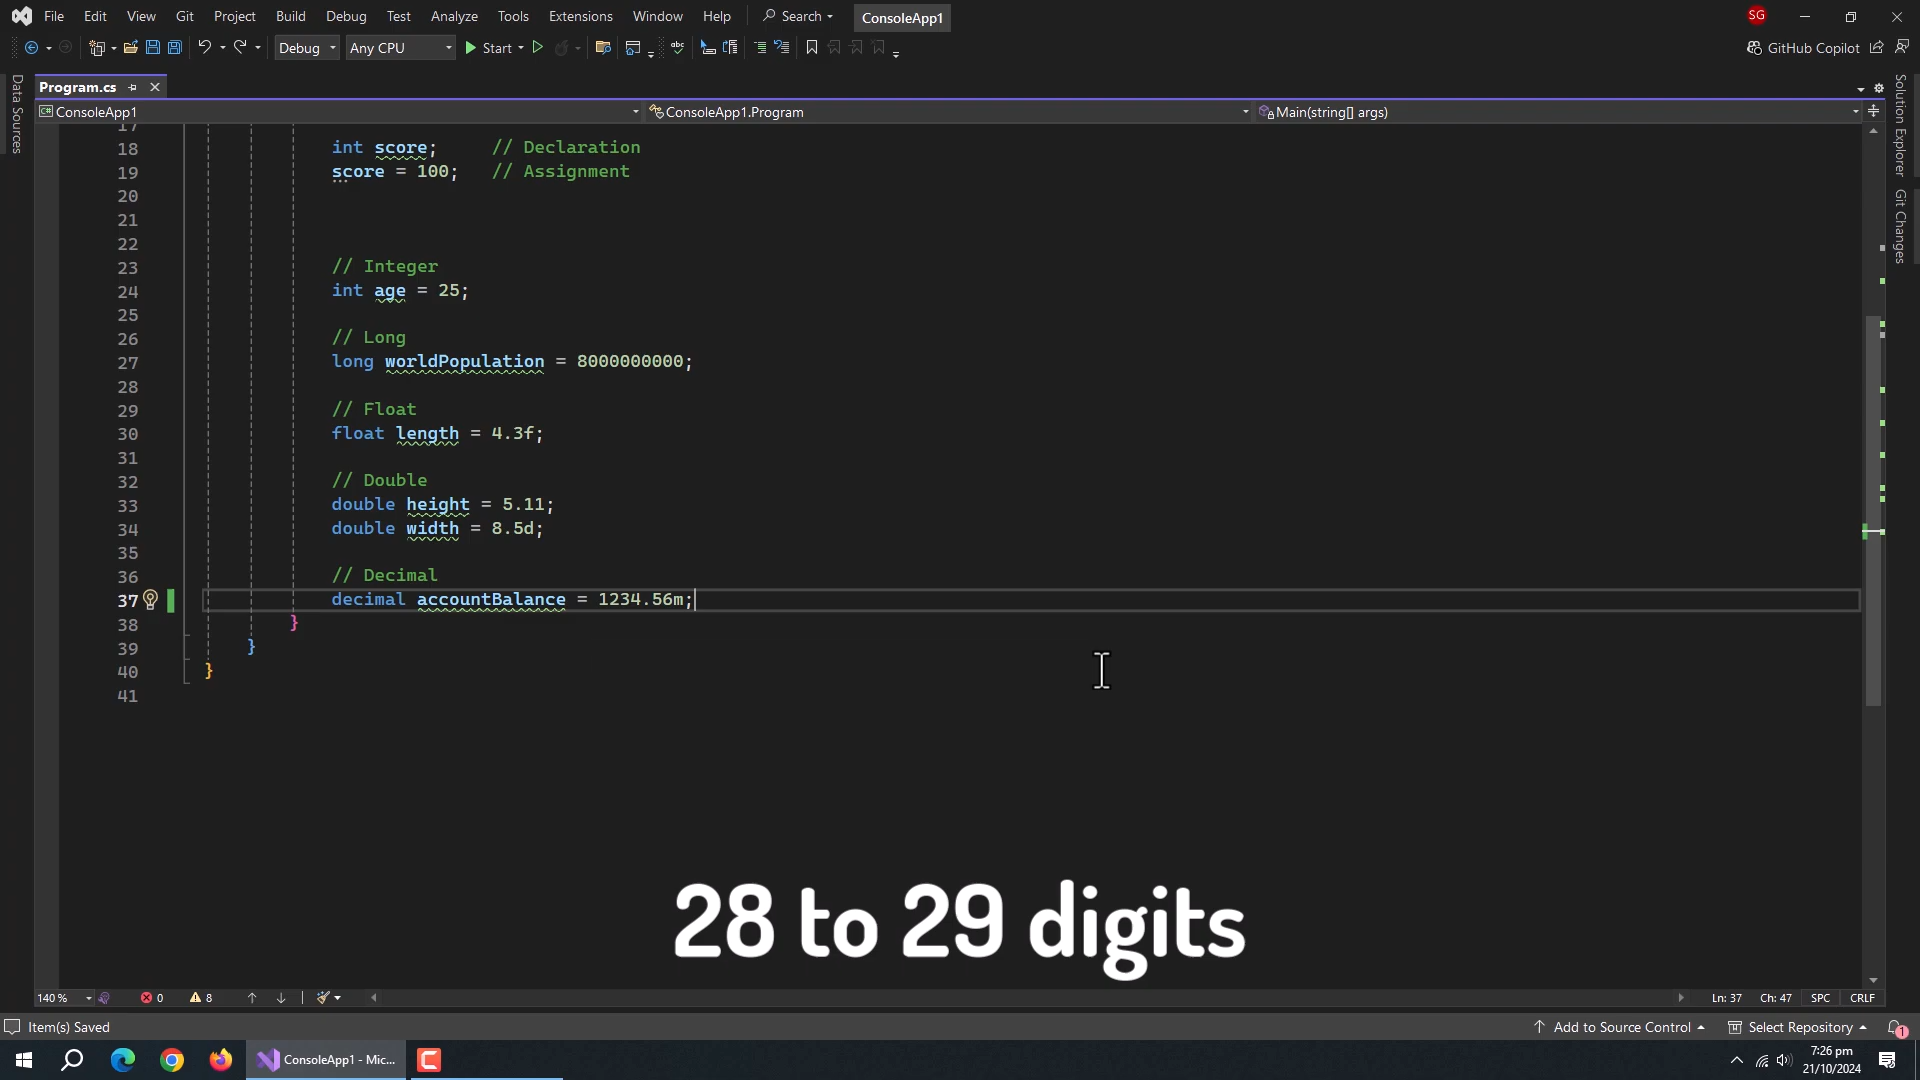 File Edit View Git Project Build Debug Test Analyze Tools Extensions Window Help Search ConsoleApp1 SG
Debug Any CPU Start GitHub Copilot
Program.cs
ConsoleApp1 ConsoleApp1.Program Main(string[] args)
Data Sources
Solution Explorer
Git Changes
17
18 int score; // Declaration
19 score = 100; // Assignment
20
21
22
23 // Integer
24 int age = 25;
25
26 // Long
27 long worldPopulation = 8000000000;
28
29 // Float
30 float length = 4.3f;
31
32 // Double
33 double height = 5.11;
34 double width = 8.5d;
35
36 // Decimal
37 decimal accountBalance = 1234.56m;
38 }
39 }
40 }
41
28 to 29 digits
140 % 0 8 Ln: 37 Ch: 47 SPC CRLF
Item(s) Saved Add to Source Control Select Repository 1
ConsoleApp1 - Mic... 7:26 pm
21/10/2024